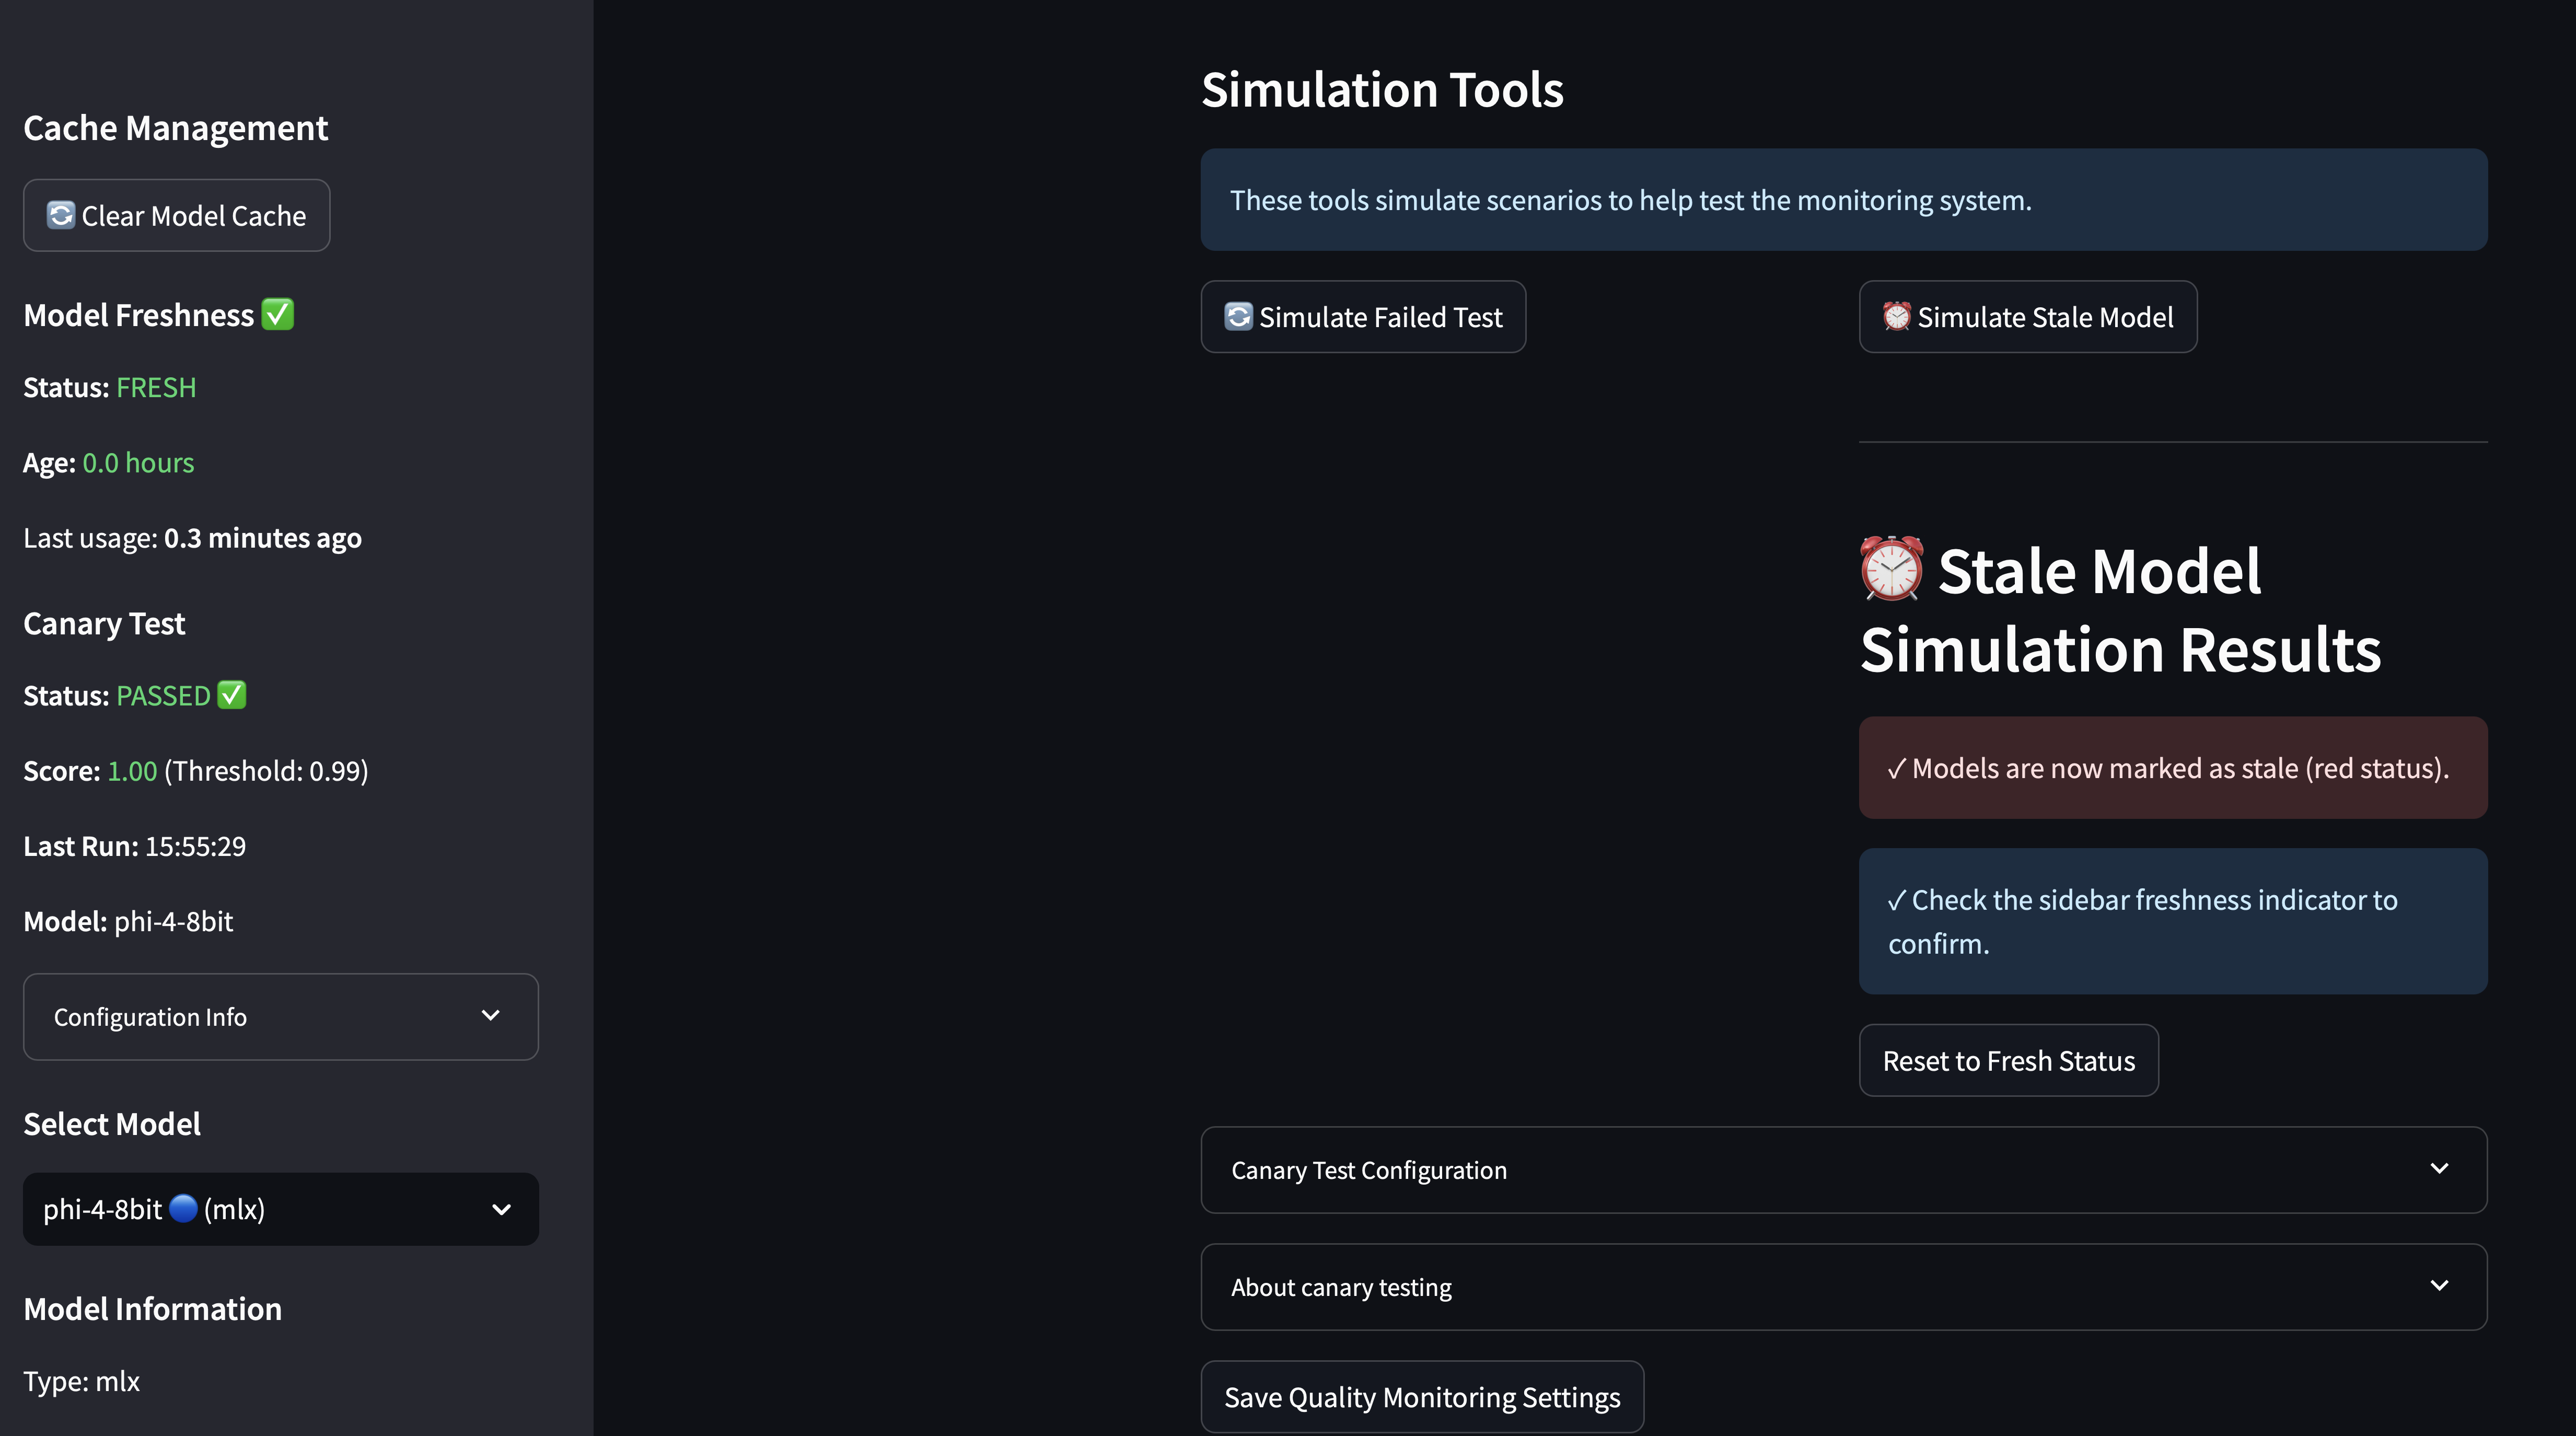 Cache Management
🔄 Clear Model Cache
Model Freshness ✅
Status: FRESH
Age: 0.0 hours
Last usage: 0.3 minutes ago
Canary Test
Status: PASSED ✅
Score: 1.00 (Threshold: 0.99)
Last Run: 15:55:29
Model: phi-4-8bit
Configuration Info
Select Model
phi-4-8bit 🔵 (mlx)
Model Information
Type: mlx
Simulation Tools
These tools simulate scenarios to help test the monitoring system.
🔄 Simulate Failed Test
⏰ Simulate Stale Model
⏰ Stale Model
Simulation Results
✓ Models are now marked as stale (red status).
✓ Check the sidebar freshness indicator to
confirm.
Reset to Fresh Status
Canary Test Configuration
About canary testing
Save Quality Monitoring Settings